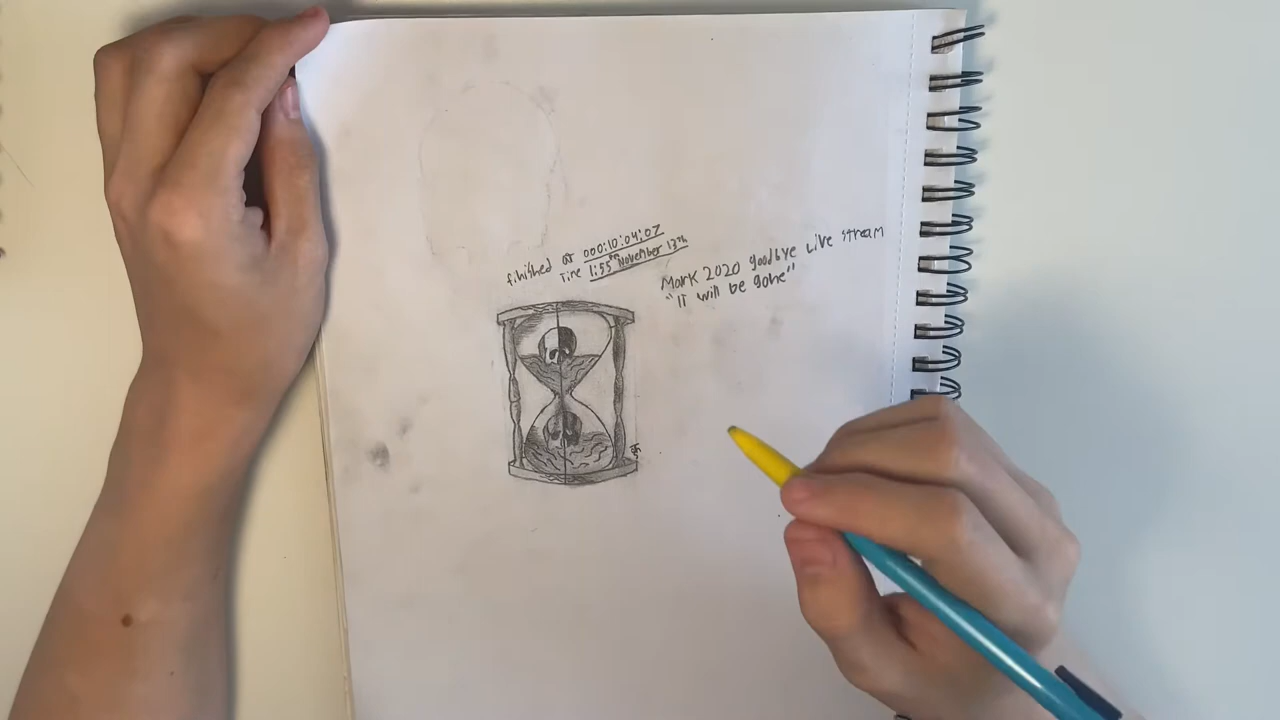 finished at 000:10:04:07
Time 1:55 pm November 13th
Mark 2020 goodbye Live stream
"It will be gone"